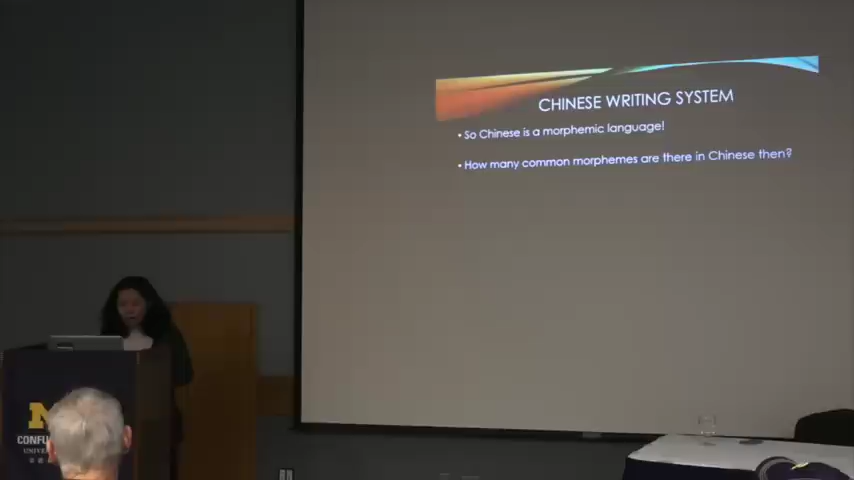 CHINESE WRITING SYSTEM
• So Chinese is a morphemic language!
• How many common morphemes are there in Chinese then?
M
CONFU
UNIVER